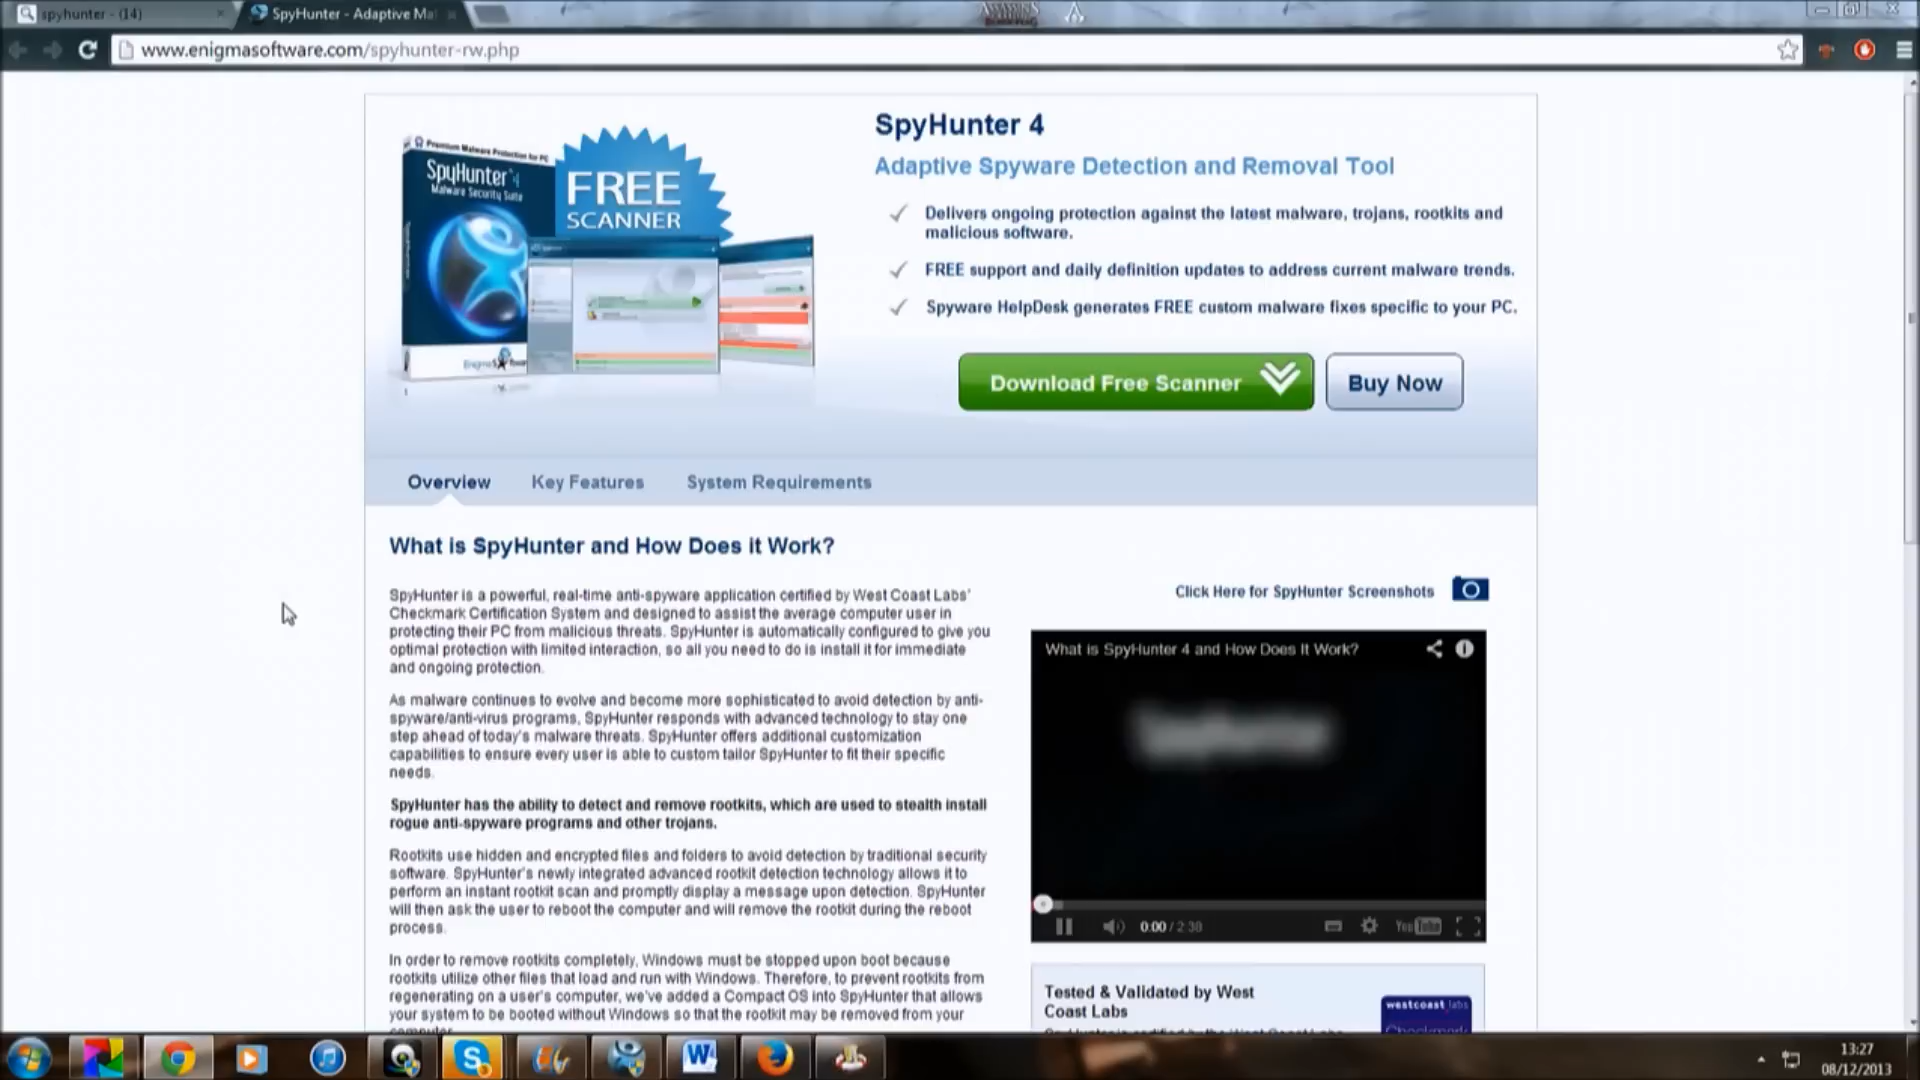 spyhunter - (14)
SpyHunter - Adaptive Ma
www.enigmasoftware.com/spyhunter-rw.php
Premium Malware Protection for PC
SpyHunter 4
Malware Security Suite
FREE
SCANNER
SpyHunter 4
Adaptive Spyware Detection and Removal Tool
Delivers ongoing protection against the latest malware, trojans, rootkits and
malicious software.
FREE support and daily definition updates to address current malware trends.
Spyware HelpDesk generates FREE custom malware fixes specific to your PC.
Download Free Scanner
Buy Now
Overview
Key Features
System Requirements
What is SpyHunter and How Does it Work?
SpyHunter is a powerful, real-time anti-spyware application certified by West Coast Labs'
Checkmark Certification System and designed to assist the average computer user in
protecting their PC from malicious threats. SpyHunter is automatically configured to give you
optimal protection with limited interaction, so all you need to do is install it for immediate
and ongoing protection.
As malware continues to evolve and become more sophisticated to avoid detection by anti-
spyware/anti-virus programs, SpyHunter responds with advanced technology to stay one
step ahead of today's malware threats. SpyHunter offers additional customization
capabilities to ensure every user is able to custom tailor SpyHunter to fit their specific
needs.
SpyHunter has the ability to detect and remove rootkits, which are used to stealth install
rogue anti-spyware programs and other trojans.
Rootkits use hidden and encrypted files and folders to avoid detection by traditional security
software. SpyHunter's newly integrated advanced rootkit detection technology allows it to
perform an instant rootkit scan and promptly display a message upon detection. SpyHunter
will then ask the user to reboot the computer and will remove the rootkit during the reboot
process.
In order to remove rootkits completely, Windows must be stopped upon boot because
rootkits utilize other files that load and run with Windows. Therefore, to prevent rootkits from
regenerating on a user's computer, we've added a Compact OS into SpyHunter that allows
your system to be booted without Windows so that the rootkit may be removed from your
computer.
Click Here for SpyHunter Screenshots
What is SpyHunter 4 and How Does It Work?
SpyHunter
0:00 / 2:38
YouTube
Tested & Validated by West
Coast Labs
westcoast labs
Checkmark
13:27
08/12/2013